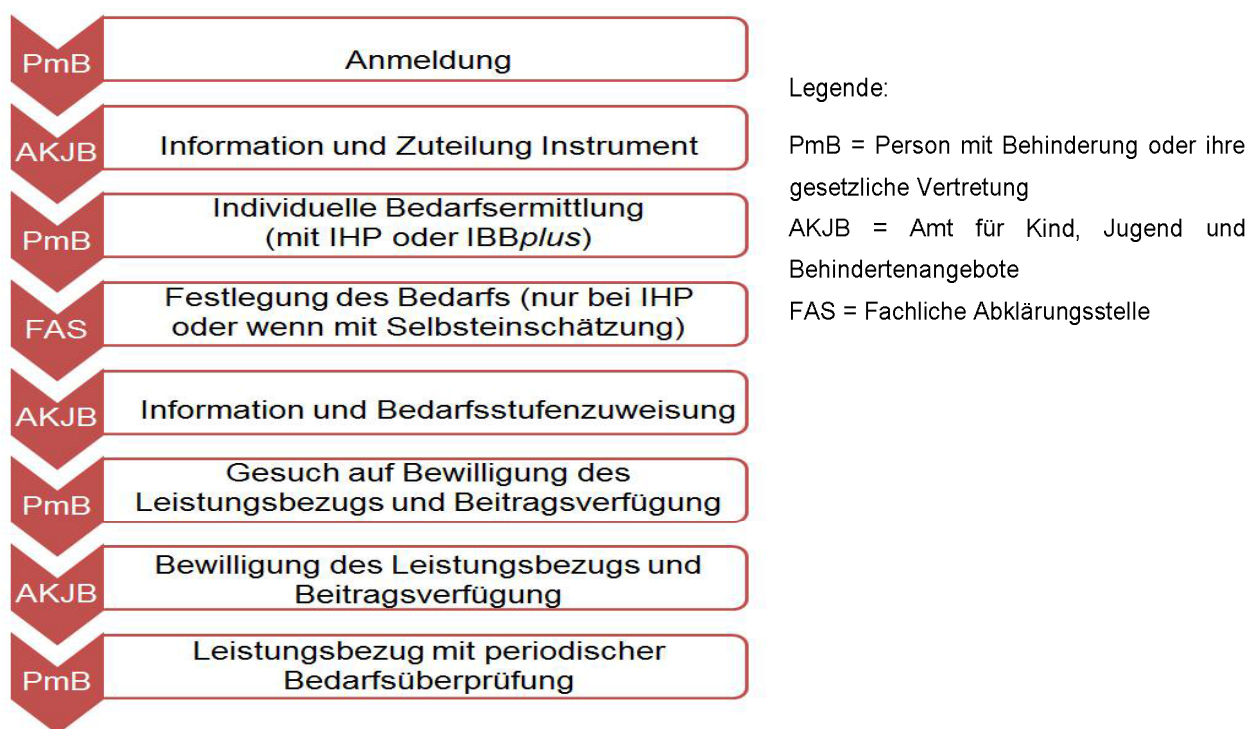 PmB
Anmeldung
AKJB
Information und Zuteilung Instrument
PmB
Individuelle Bedarfsermittlung
(mit IHP oder IBBplus)
FAS
Festlegung des Bedarfs (nur bei IHP
oder wenn mit Selbsteinschätzung)
AKJB
Information und Bedarfsstufenzuweisung
PmB
Gesuch auf Bewilligung des
Leistungsbezugs und Beitragsverfügung
AKJB
Bewilligung des Leistungsbezugs und
Beitragsverfügung
PmB
Leistungsbezug mit periodischer
Bedarfsüberprüfung
Legende:
PmB = Person mit Behinderung oder ihre
gesetzliche Vertretung
AKJB = Amt für Kind, Jugend und
Behindertenangebote
FAS = Fachliche Abklärungsstelle